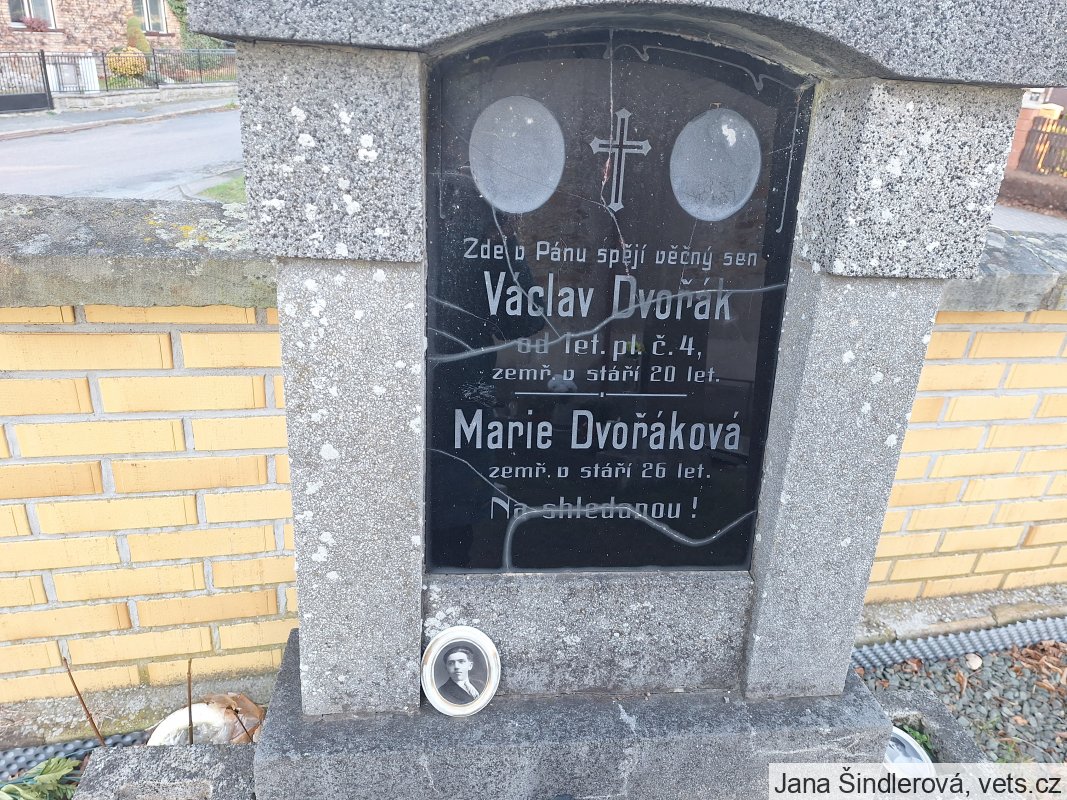 Zde v Pánu spějí věčný sen
Václav Dvořák
od let. pl. č. 4,
zemř. v stáří 20 let.
Marie Dvořáková
zemř. v stáří 26 let.
Na shledanou!
Jana Šindlerová, vets.cz